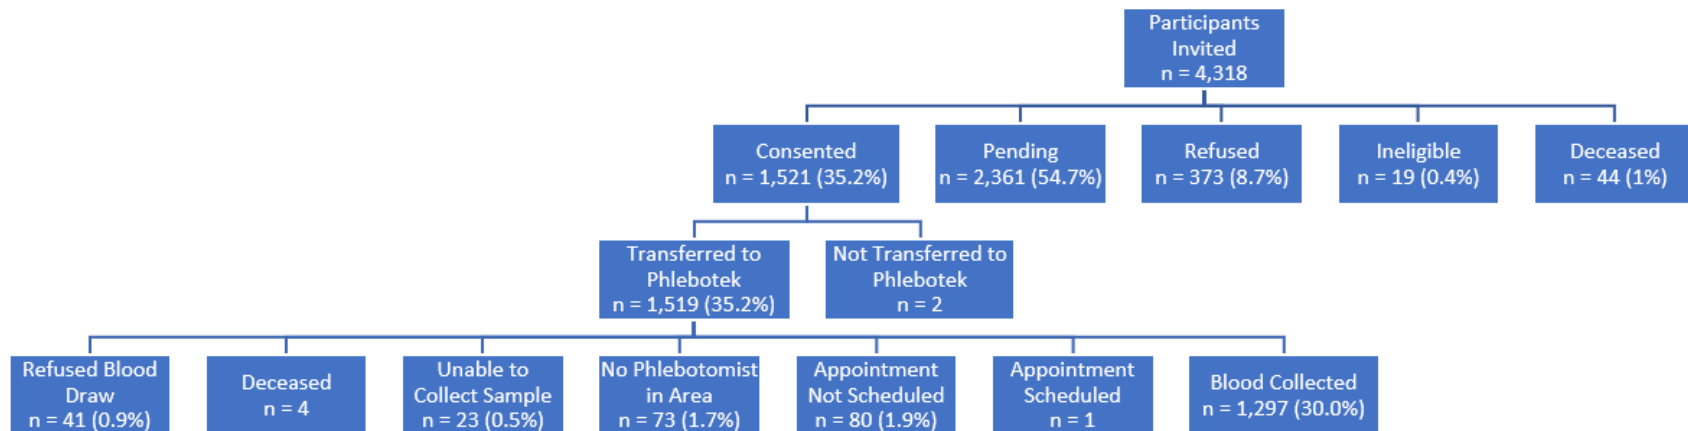 Participants
Invited
n = 4,318
Consented
n = 1,521 (35.2%)
Pending
n = 2,361 (54.7%)
Refused
n = 373 (8.7%)
Ineligible
n = 19 (0.4%)
Deceased
n = 44 (1%)
Transferred to
Phlebotek
n = 1,519 (35.2%)
Not Transferred to
Phlebotek
n = 2
Refused Blood
Draw
n = 41 (0.9%)
Deceased
n = 4
Unable to
Collect Sample
n = 23 (0.5%)
No Phlebotomist
in Area
n = 73 (1.7%)
Appointment
Not Scheduled
n = 80 (1.9%)
Appointment
Scheduled
n = 1
Blood Collected
n = 1,297 (30.0%)